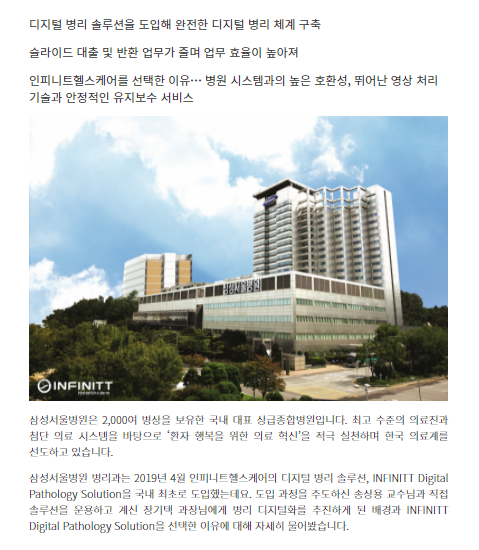 디지털 병리 솔루션을 도입해 완전한 디지털 병리 체계 구축
슬라이드 대출 및 반환 업무가 줄며 업무 효율이 높아져
인피니트헬스케어를 선택한 이유… 병원 시스템과의 높은 호환성, 뛰어난 영상 처리
기술과 안정적인 유지보수 서비스
삼성서울병원
INFINITT
삼성서울병원은 2,000여 병상을 보유한 국내 대표 상급종합병원입니다. 최고 수준의 의료진과
첨단 의료 시스템을 바탕으로 ‘환자 행복을 위한 의료 혁신’을 적극 실천하며 한국 의료계를
선도하고 있습니다.
삼성서울병원 병리과는 2019년 4월 인피니트헬스케어의 디지털 병리 솔루션, INFINITT Digital
Pathology Solution을 국내 최초로 도입했는데요. 도입 과정을 주도하신 송상용 교수님과 직접
솔루션을 운용하고 계신 장기택 과장님에게 병리 디지털화를 추진하게 된 배경과 INFINITT
Digital Pathology Solution을 선택한 이유에 대해 자세히 물어봤습니다.